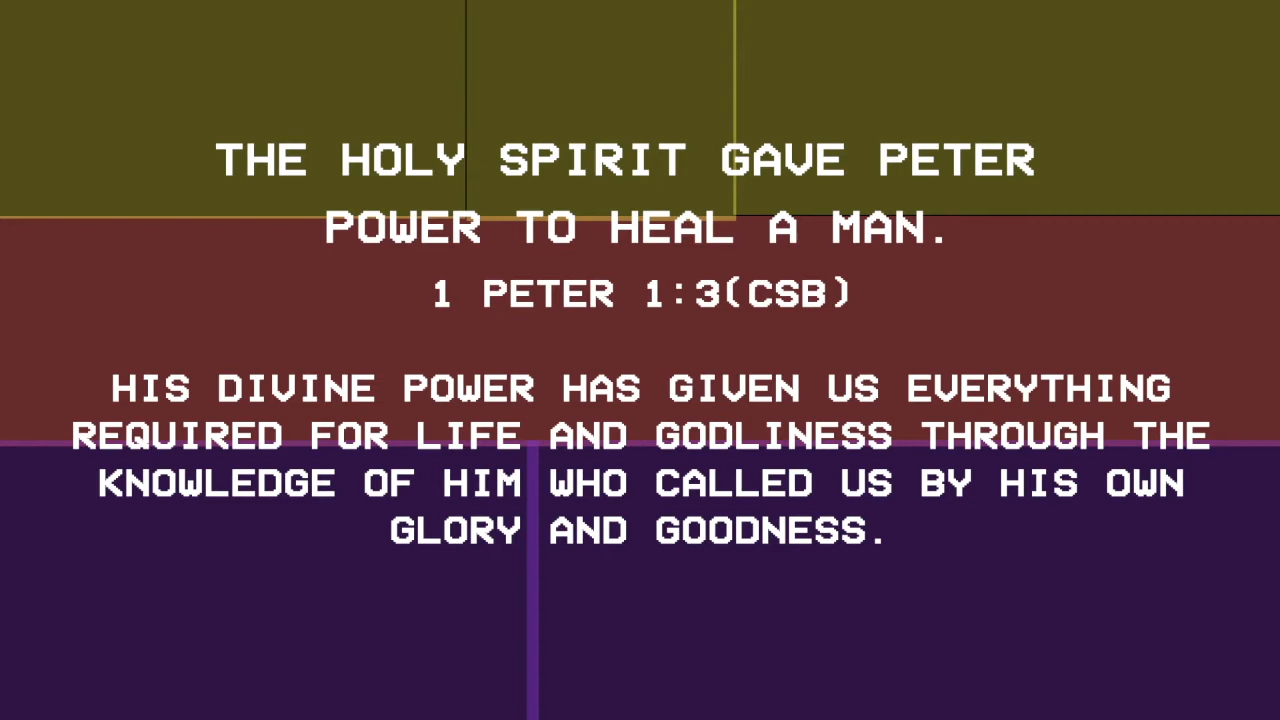 THE HOLY SPIRIT GAVE PETER
POWER TO HEAL A MAN.
1 PETER 1:3(CSB)
HIS DIVINE POWER HAS GIVEN US EVERYTHING
REQUIRED FOR LIFE AND GODLINESS THROUGH THE
KNOWLEDGE OF HIM WHO CALLED US BY HIS OWN
GLORY AND GOODNESS.